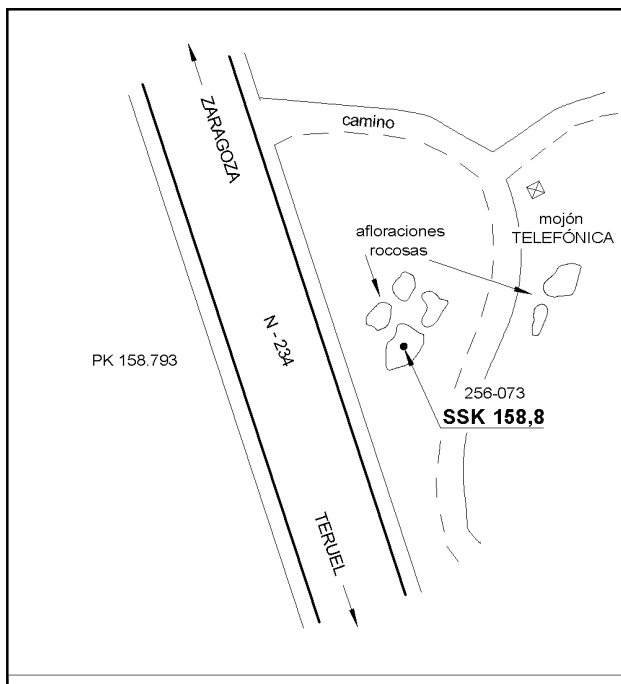 ZARAGOZA
camino
mojón
TELEFÓNICA
afloraciones
rocosas
N - 234
PK 158.793
256-073
SSK 158,8
TERUEL